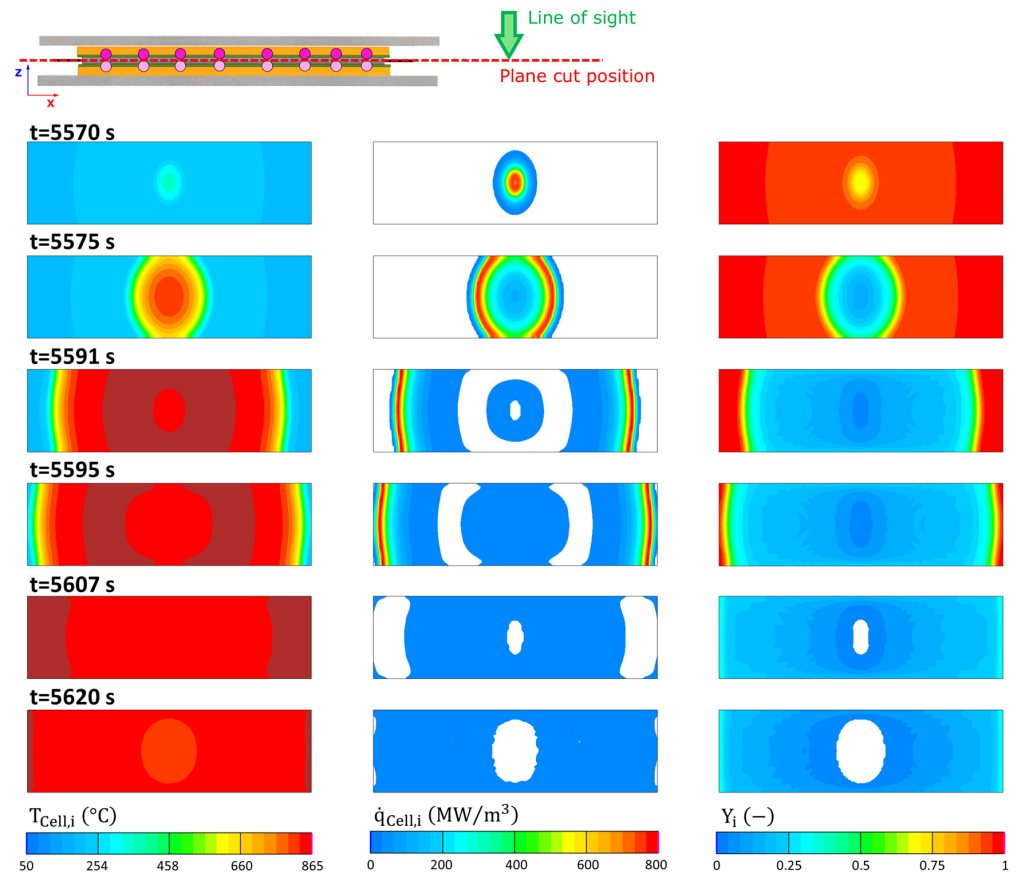 Line of sight
Plane cut position
z
x
t=5570 s
t=5575 s
t=5591 s
t=5595 s
t=5607 s
t=5620 s
T_Cell,i (°C)
q̇_Cell,i (MW/m³)
Y_i (−)
50 254 458 660 865
0 200 400 600 800
0 0.25 0.5 0.75 1